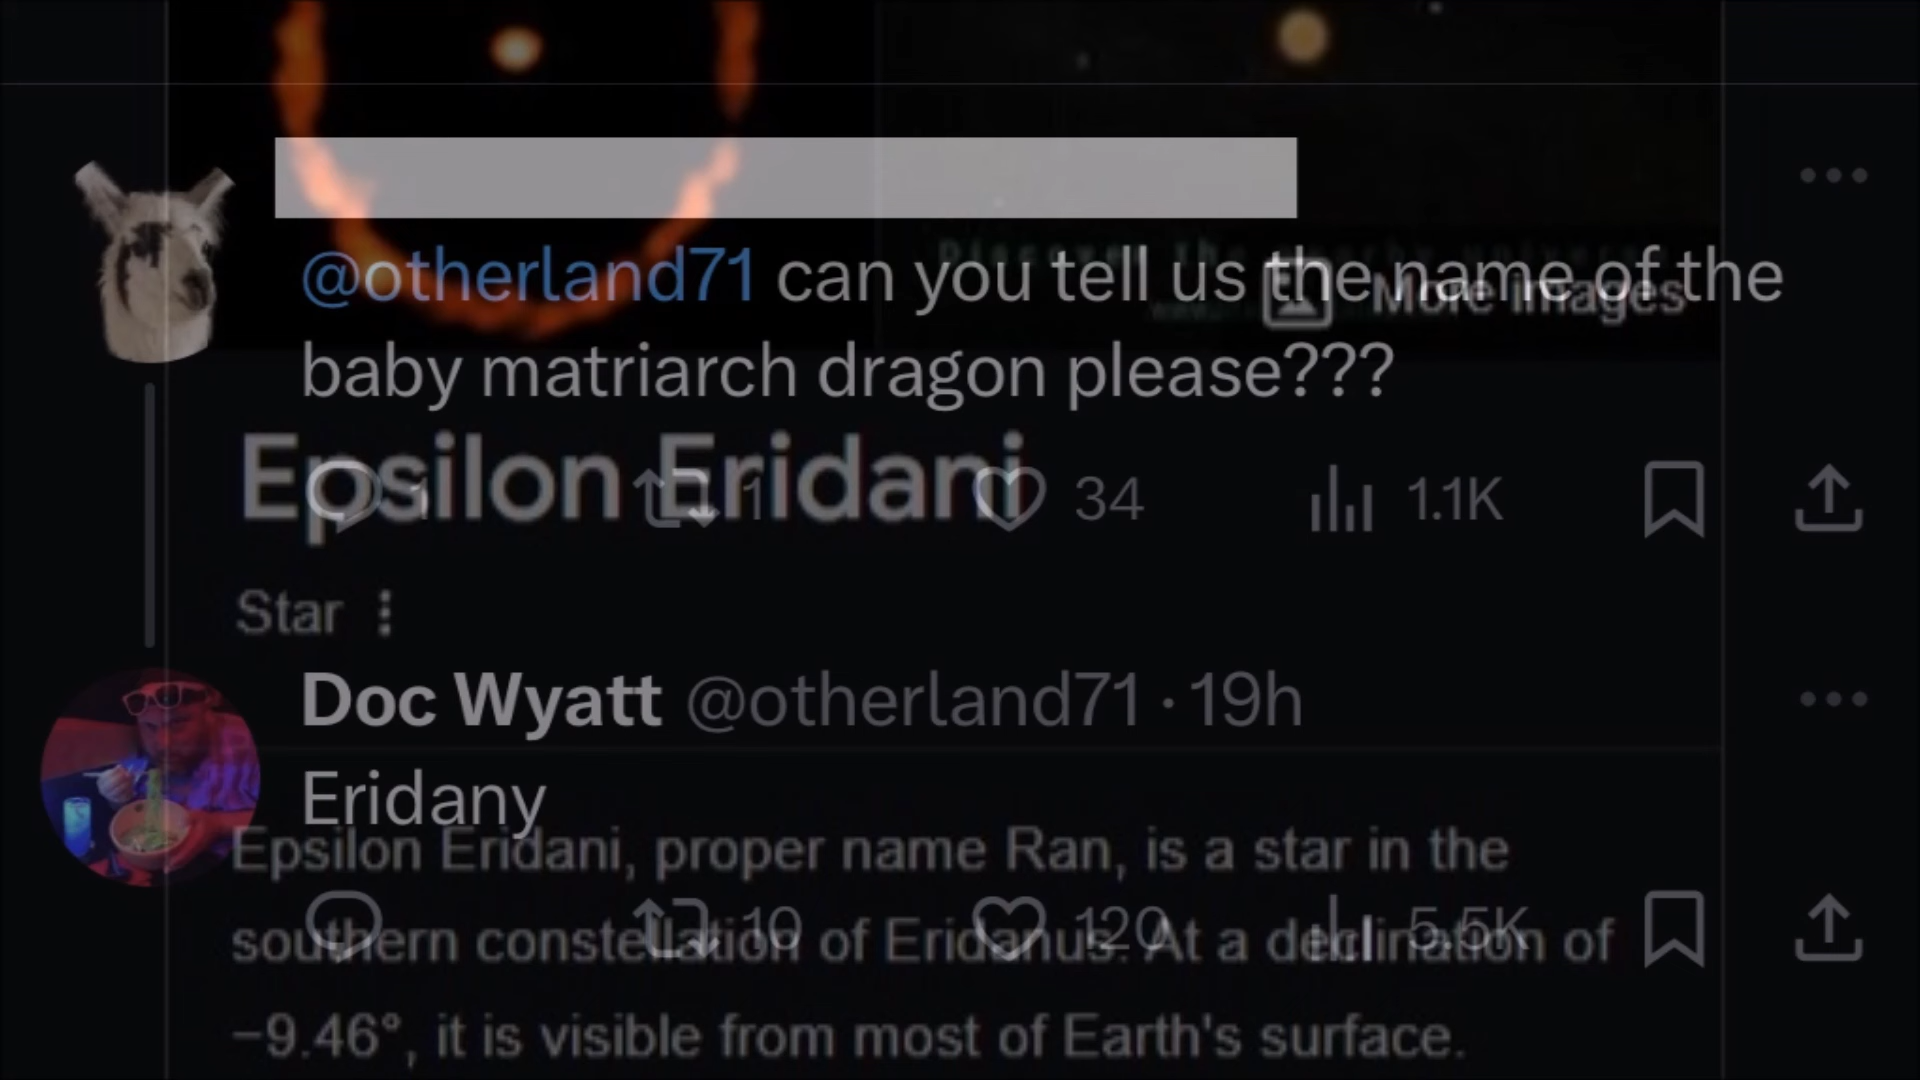 @otherland71 can you tell us the name of the
More images
baby matriarch dragon please???
Epsilon Eridani
1 1 34 1.1K
Star
Doc Wyatt @otherland71 · 19h
Eridany
Epsilon Eridani, proper name Ran, is a star in the
10 120 5.5K
southern constellation of Eridanus. At a declination of
−9.46°, it is visible from most of Earth's surface.